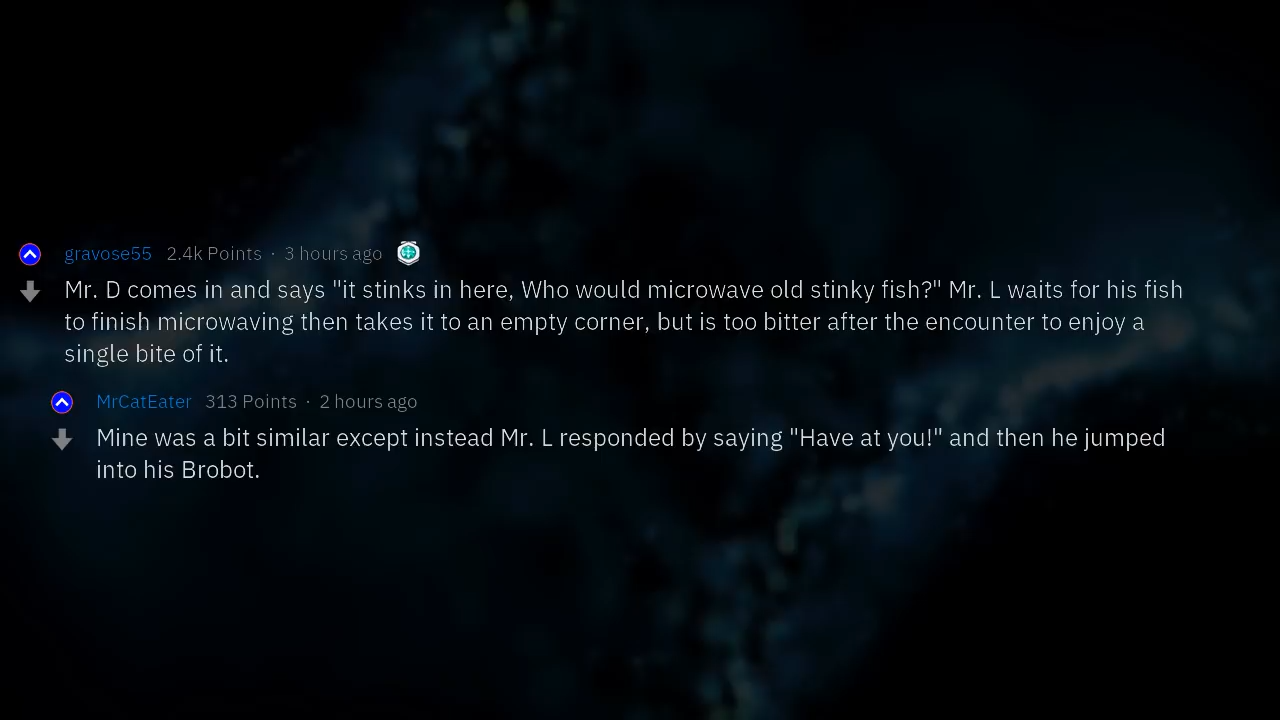 gravose55 2.4k Points · 3 hours ago
Mr. D comes in and says "it stinks in here, Who would microwave old stinky fish?" Mr. L waits for his fish
to finish microwaving then takes it to an empty corner, but is too bitter after the encounter to enjoy a
single bite of it.
MrCatEater 313 Points · 2 hours ago
Mine was a bit similar except instead Mr. L responded by saying "Have at you!" and then he jumped
into his Brobot.